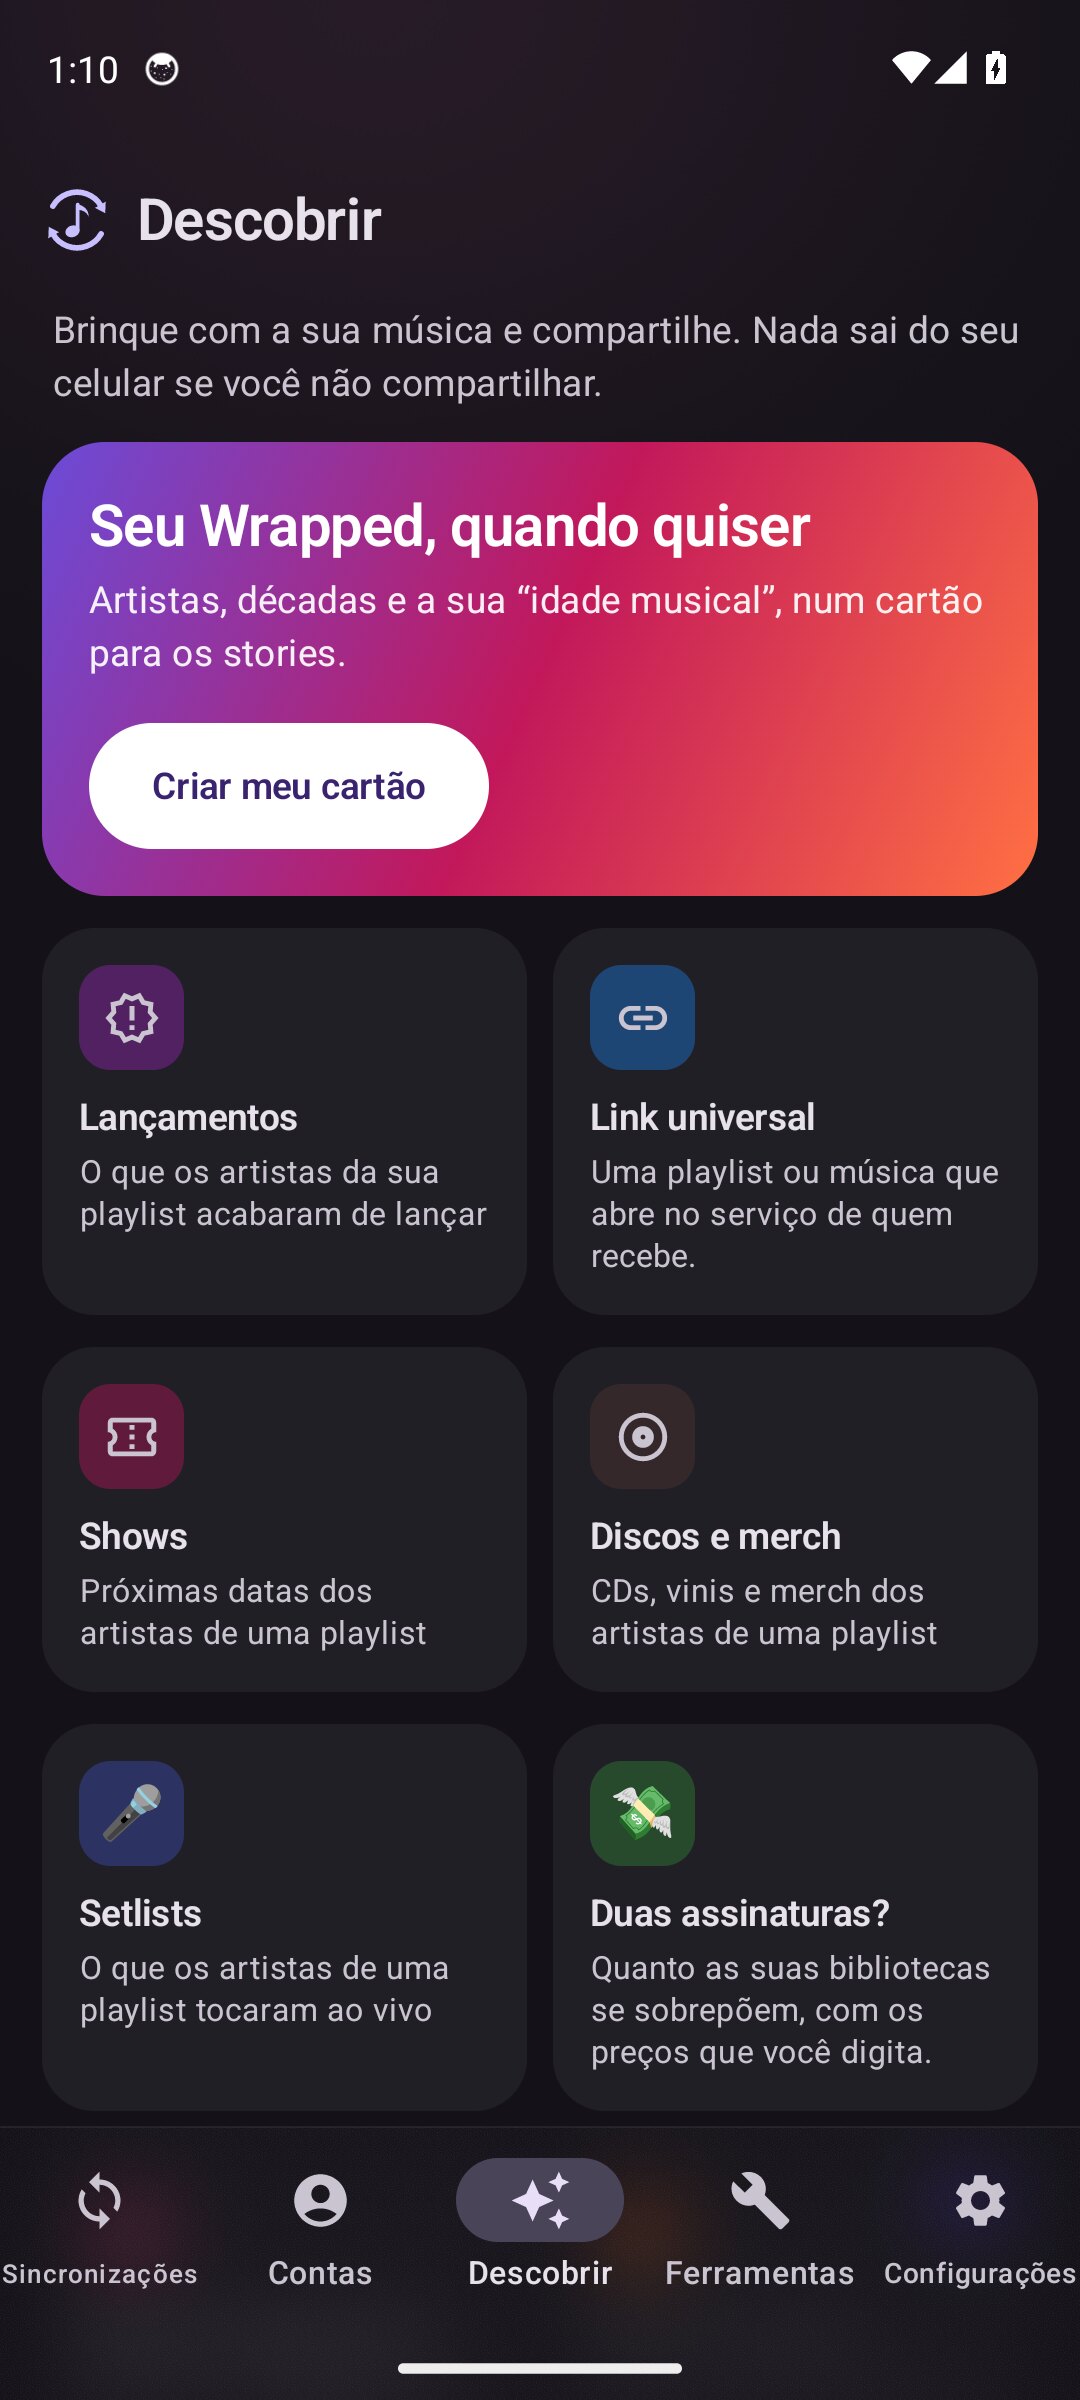 1:10
Descobrir
Brinque com a sua música e compartilhe. Nada sai do seu
celular se você não compartilhar.
Seu Wrapped, quando quiser
Artistas, décadas e a sua “idade musical”, num cartão
para os stories.
Criar meu cartão
Lançamentos
O que os artistas da sua
playlist acabaram de lançar
Link universal
Uma playlist ou música que
abre no serviço de quem
recebe.
Shows
Próximas datas dos
artistas de uma playlist
Discos e merch
CDs, vinis e merch dos
artistas de uma playlist
Setlists
O que os artistas de uma
playlist tocaram ao vivo
Duas assinaturas?
Quanto as suas bibliotecas
se sobrepõem, com os
preços que você digita.
Sincronizações
Contas
Descobrir
Ferramentas
Configurações